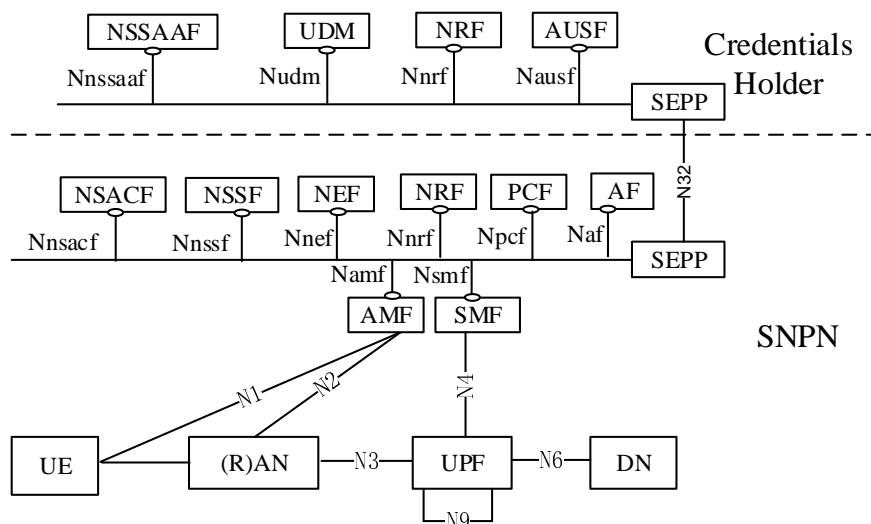 NSSAAF UDM NRF AUSF
Credentials
Holder
Nnssaaf Nudm Nnrf Nausf
SEPP
N32
NSACF NSSF NEF NRF PCF AF
Nnsacf Nnssf Nnef Nnrf Npcf Naf
SEPP
Namf Nsmf
AMF SMF
SNPN
N1 N2 N4
UE (R)AN N3 UPF N6 DN
N9